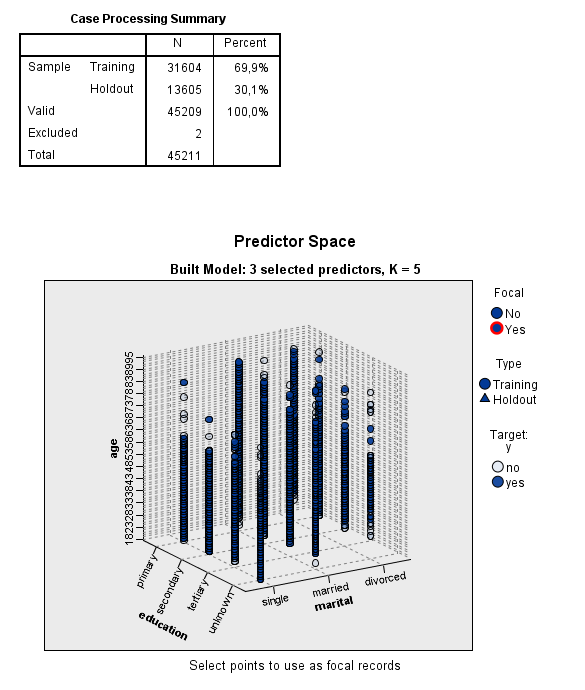 Case Processing Summary
N Percent
Sample Training 31604 69,9%
Holdout 13605 30,1%
Valid 45209 100,0%
Excluded 2
Total 45211
Predictor Space
Built Model: 3 selected predictors, K = 5
Focal
No
Yes
Type
Training
Holdout
Target:
y
no
yes
age
primary
secondary
tertiary
unknown
education
single
married
divorced
marital
Select points to use as focal records